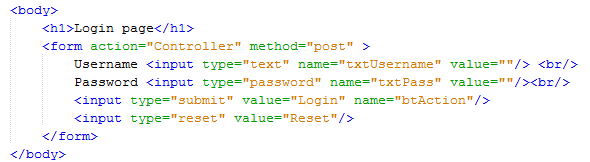 <body>
<h1>Login page</h1>
<form action="Controller" method="post" >
Username <input type="text" name="txtUsername" value=""/> <br/>
Password <input type="password" name="txtPass" value=""/><br/>
<input type="submit" value="Login" name="btAction"/>
<input type="reset" value="Reset"/>
</form>
</body>